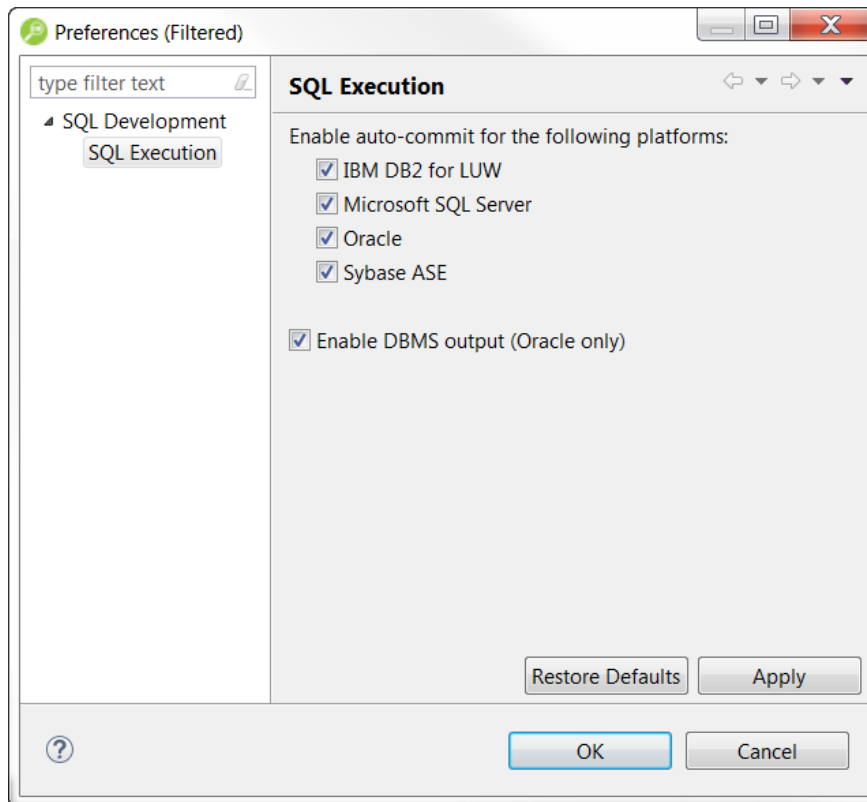 Preferences (Filtered)
type filter text
SQL Development
SQL Execution
SQL Execution
Enable auto-commit for the following platforms:
IBM DB2 for LUW
Microsoft SQL Server
Oracle
Sybase ASE
Enable DBMS output (Oracle only)
Restore Defaults
Apply
?
OK
Cancel